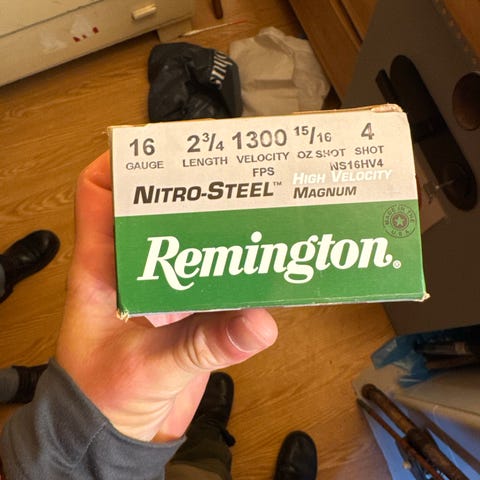 16 2¾ 1300 15/16 4
GAUGE LENGTH VELOCITY OZ SHOT SHOT
FPS NS16HV4
NITRO-STEEL™ HIGH VELOCITY
MAGNUM
MADE IN THE U.S.A.
Remington®